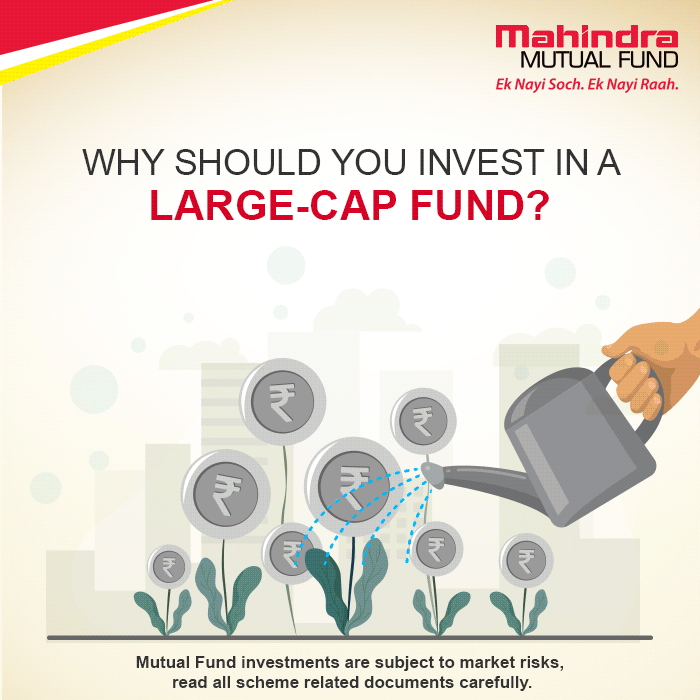 Mahindra
MUTUAL FUND
Ek Nayi Soch. Ek Nayi Raah.
WHY SHOULD YOU INVEST IN A
LARGE-CAP FUND?
₹
₹
₹
₹
₹
₹
₹
₹
Mutual Fund investments are subject to market risks,
read all scheme related documents carefully.